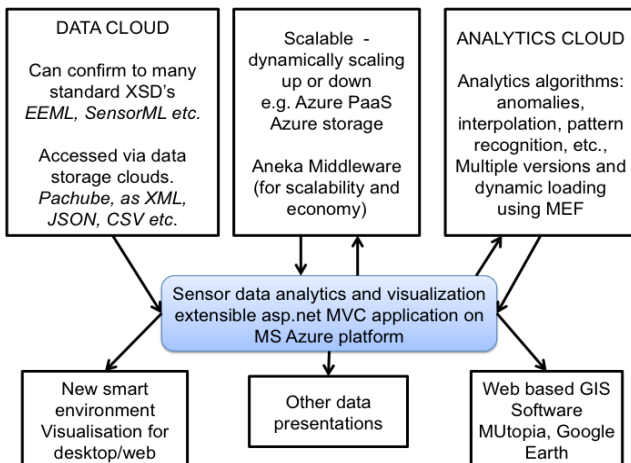 DATA CLOUD
Can confirm to many
standard XSD's
EEML, SensorML etc.
Accessed via data
storage clouds.
Pachube, as XML,
JSON, CSV etc.
Scalable -
dynamically scaling
up or down
e.g. Azure PaaS
Azure storage
Aneka Middleware
(for scalability and
economy)
ANALYTICS CLOUD
Analytics algorithms:
anomalies,
interpolation, pattern
recognition, etc.,
Multiple versions and
dynamic loading
using MEF
Sensor data analytics and visualization
extensible asp.net MVC application on
MS Azure platform
New smart
environment
Visualisation for
desktop/web
Other data
presentations
Web based GIS
Software
MUtopia, Google
Earth